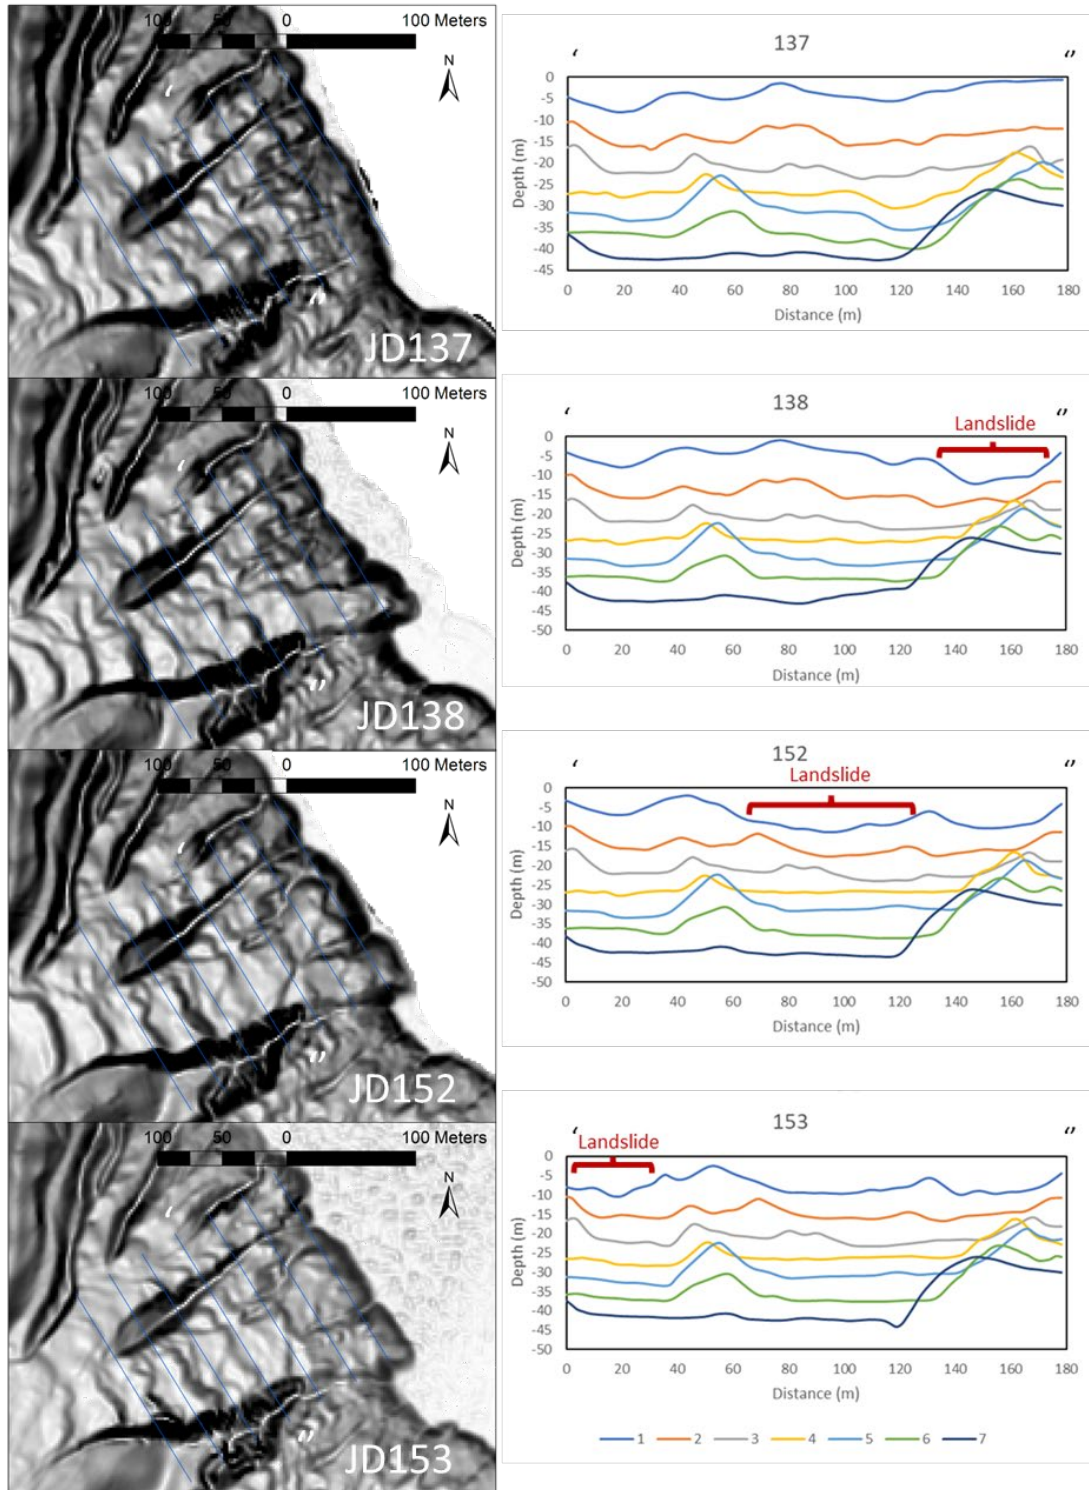 100 50 0 100 Meters
N
‘
“
JD137
137
‘ “
0
-5
-10
-15
-20
-25
-30
-35
-40
-45
Depth (m)
0 20 40 60 80 100 120 140 160 180
Distance (m)
100 50 0 100 Meters
N
‘
“
JD138
138
‘ “
Landslide
0
-5
-10
-15
-20
-25
-30
-35
-40
-45
-50
Depth (m)
0 20 40 60 80 100 120 140 160 180
Distance (m)
100 50 0 100 Meters
N
‘
“
JD152
152
‘ “
Landslide
0
-5
-10
-15
-20
-25
-30
-35
-40
-45
-50
Depth (m)
0 20 40 60 80 100 120 140 160 180
Distance (m)
100 50 0 100 Meters
N
‘
“
JD153
153
‘ “
Landslide
0
-5
-10
-15
-20
-25
-30
-35
-40
-45
-50
Depth (m)
0 20 40 60 80 100 120 140 160 180
Distance (m)
1 2 3 4 5 6 7